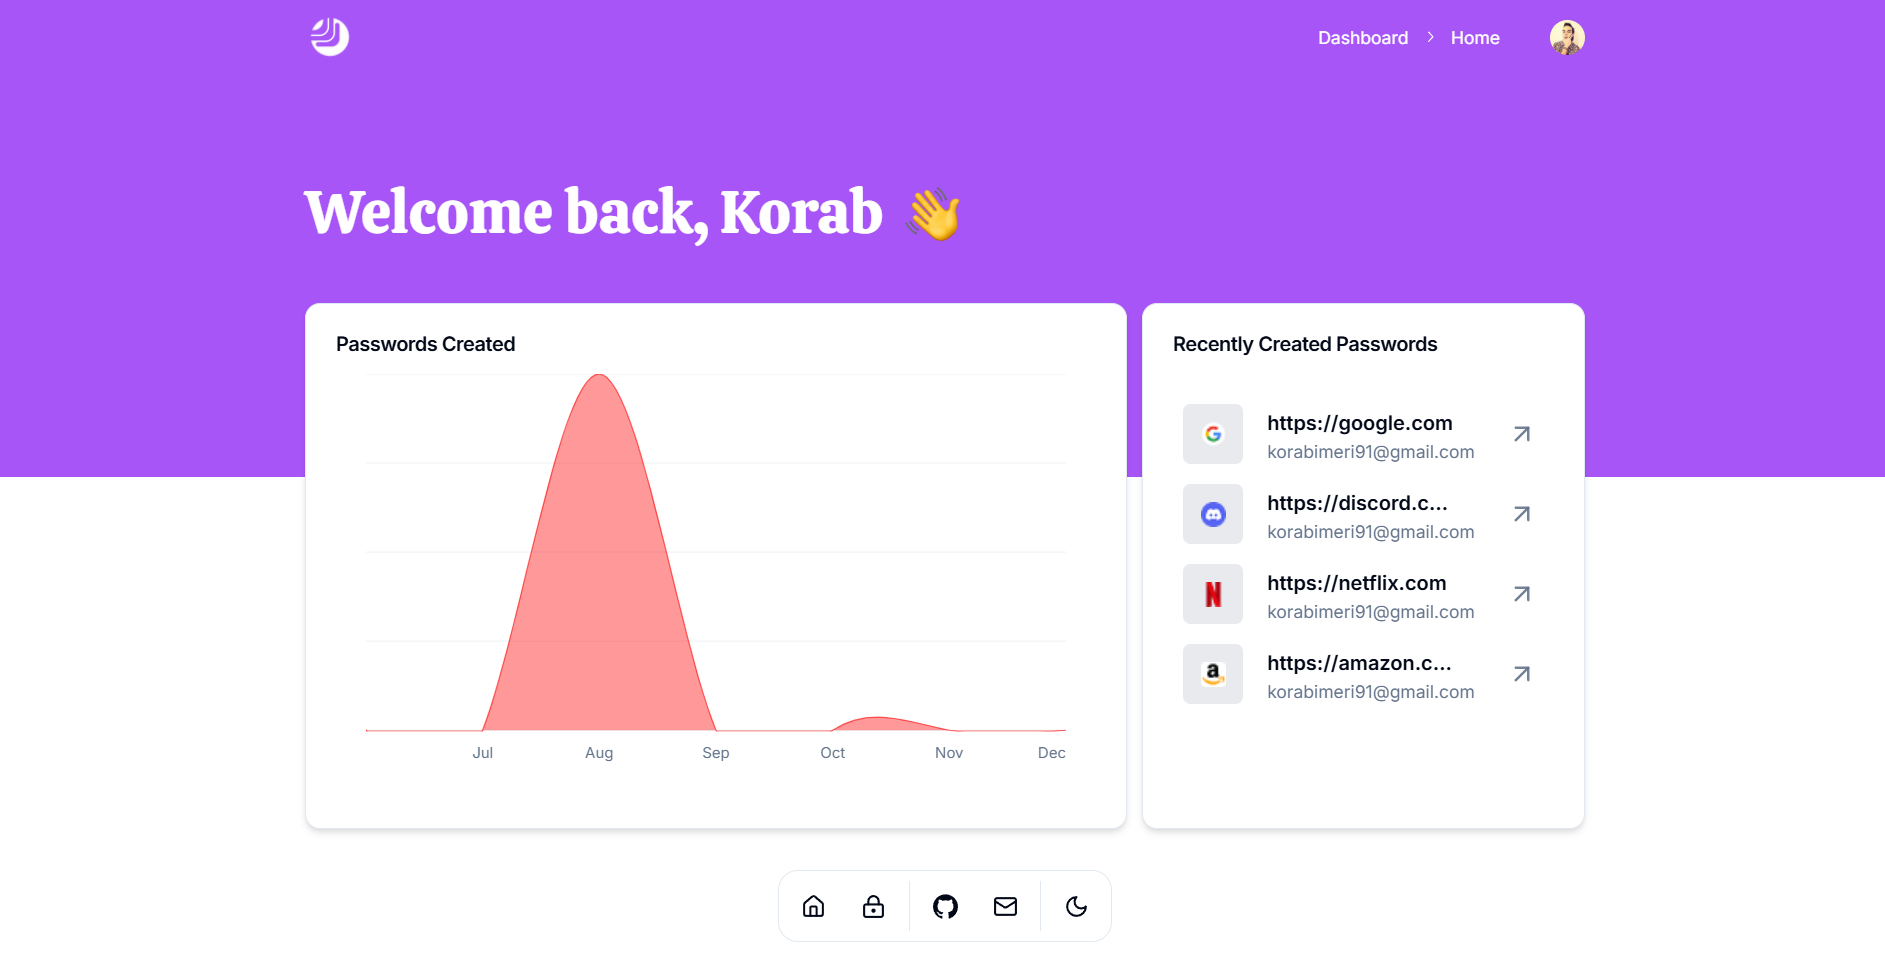 Dashboard > Home
Welcome back, Korab 👋
Passwords Created
Jul Aug Sep Oct Nov Dec
Recently Created Passwords
https://google.com
korabimeri91@gmail.com
https://discord.c...
korabimeri91@gmail.com
https://netflix.com
korabimeri91@gmail.com
https://amazon.c...
korabimeri91@gmail.com